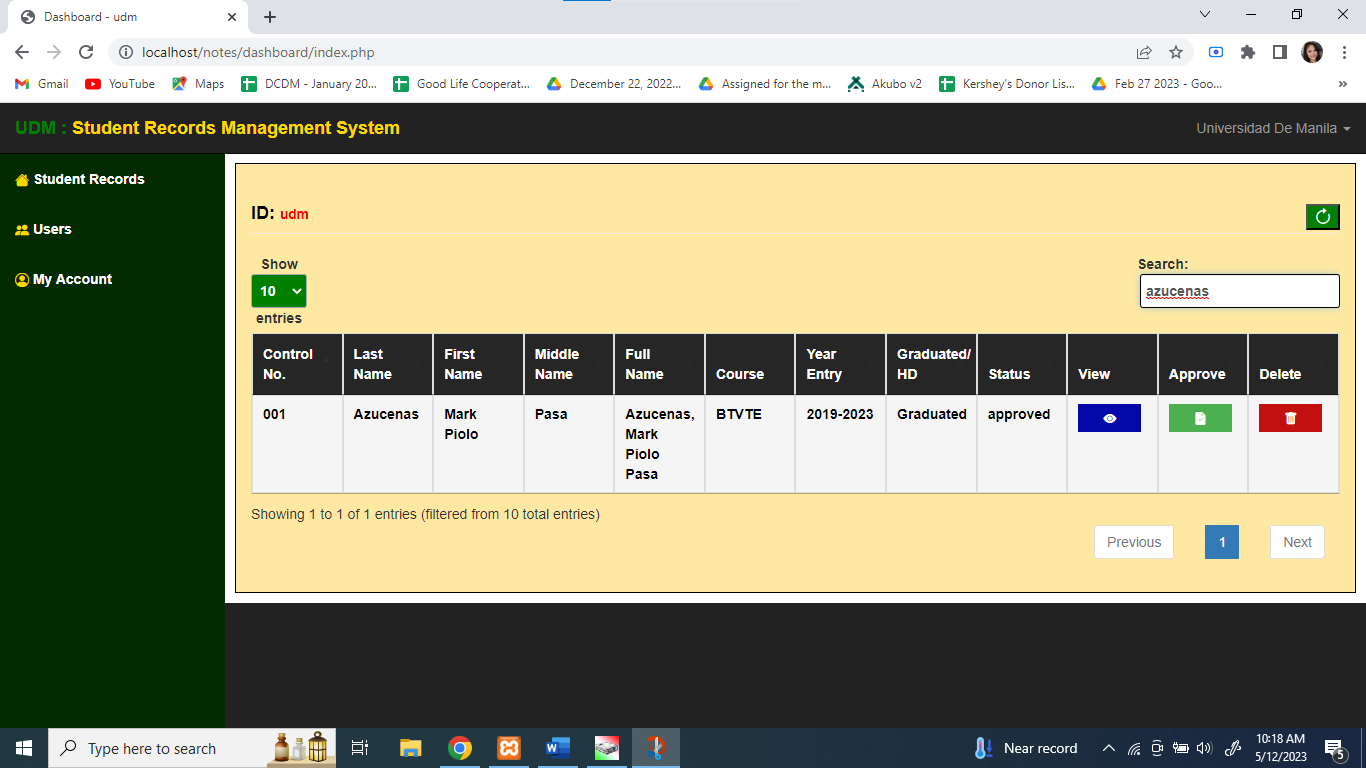 Dashboard - udm
localhost/notes/dashboard/index.php
Gmail YouTube Maps DCDM - January 20... Good Life Cooperat... December 22, 2022... Assigned for the m... Akubo v2 Kershey's Donor Lis... Feb 27 2023 - Goo... »
UDM : Student Records Management System
Universidad De Manila
Student Records
Users
My Account
ID: udm
Show
10
entries
Search:
azucenas
Control No. Last Name First Name Middle Name Full Name Course Year Entry Graduated/ HD Status View Approve Delete
001 Azucenas Mark Piolo Pasa Azucenas, Mark Piolo Pasa BTVTE 2019-2023 Graduated approved
Showing 1 to 1 of 1 entries (filtered from 10 total entries)
Previous 1 Next
Type here to search
Near record
10:18 AM
5/12/2023
5